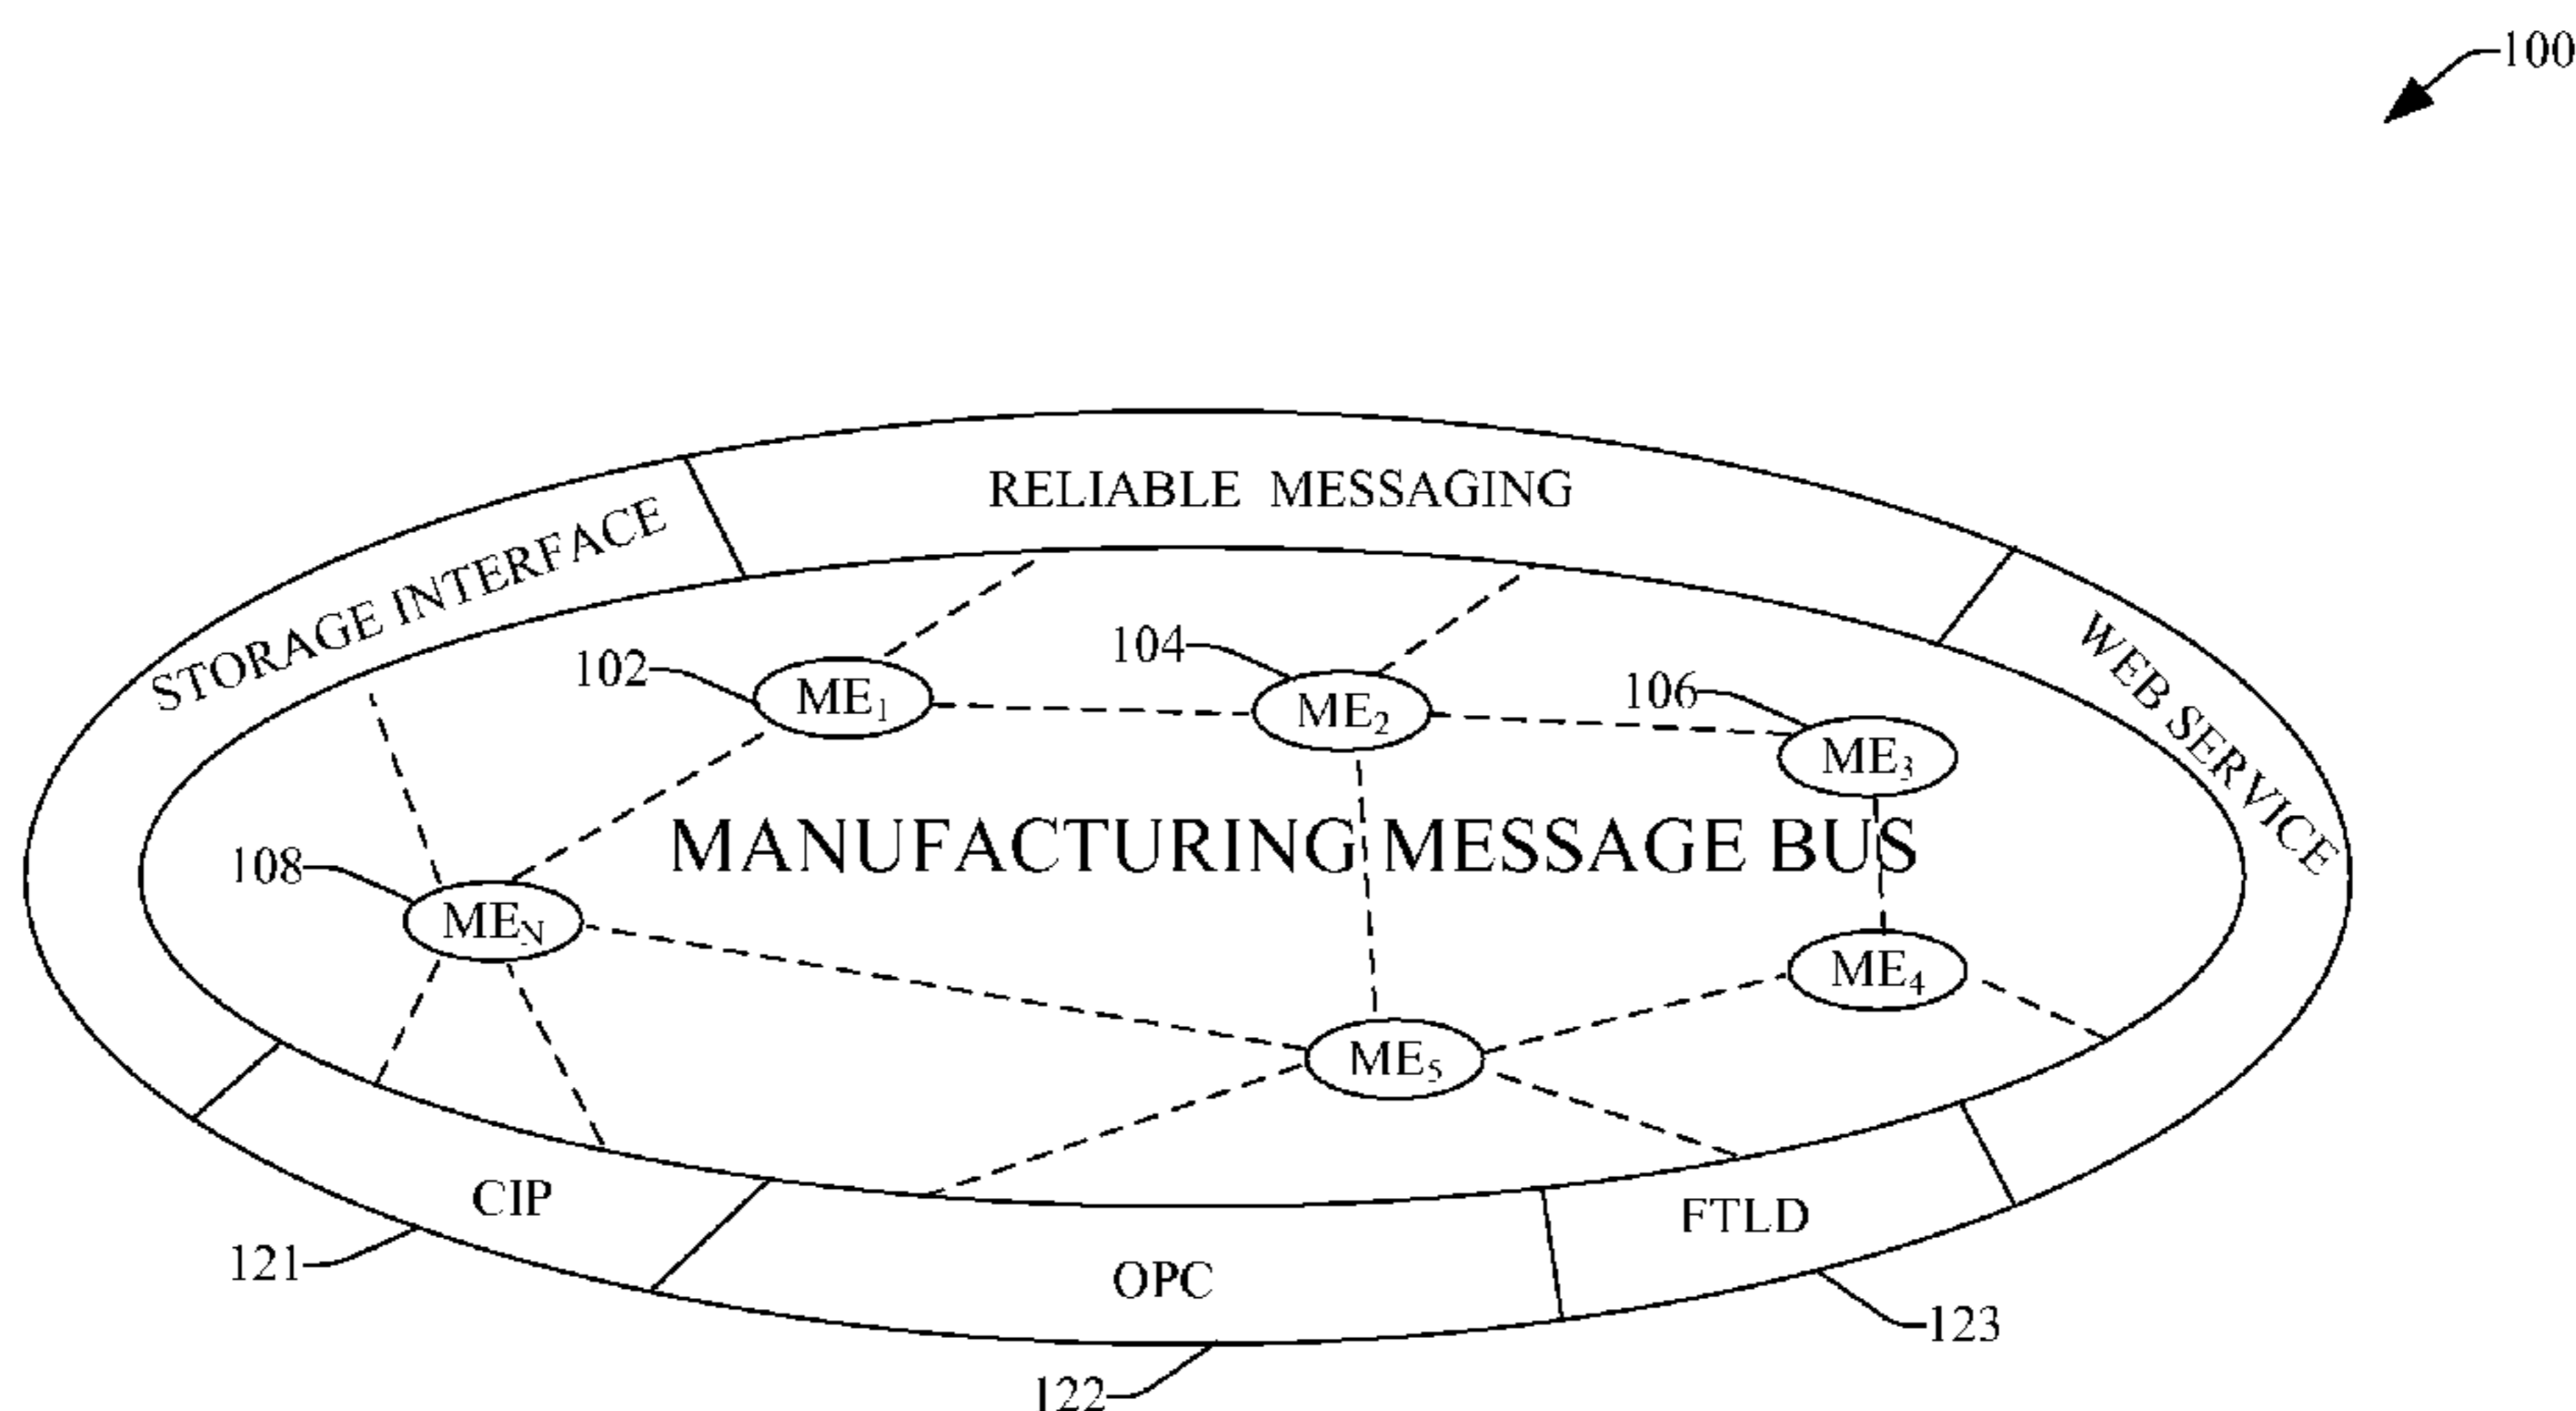 100
RELIABLE MESSAGING
STORAGE INTERFACE
WEB SERVICE
102
ME1
104
ME2
106
ME3
MANUFACTURING MESSAGE BUS
108
MEN
ME4
ME5
CIP
FTLD
121
OPC
123
122